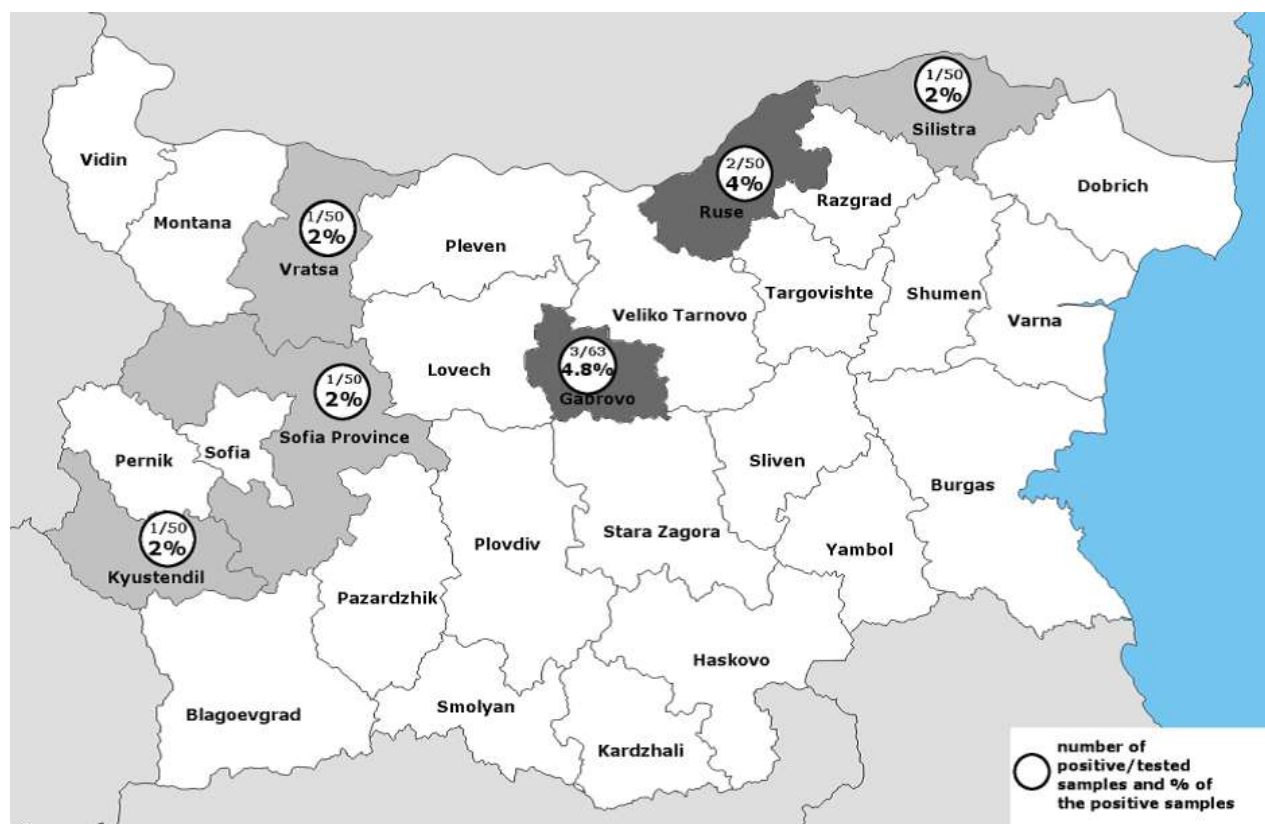 1/50
2%
Silistra
Vidin
2/50
4%
Ruse
Dobrich
Razgrad
Montana
1/50
2%
Vratsa
Pleven
Targovishte
Shumen
Veliko Tarnovo
Varna
3/63
4.8%
Gabrovo
Lovech
1/50
2%
Sofia Province
Pernik
Sofia
Sliven
Burgas
1/50
2%
Kyustendil
Stara Zagora
Plovdiv
Yambol
Pazardzhik
Haskovo
Blagoevgrad
Smolyan
Kardzhali
number of
positive/tested
samples and % of
the positive samples